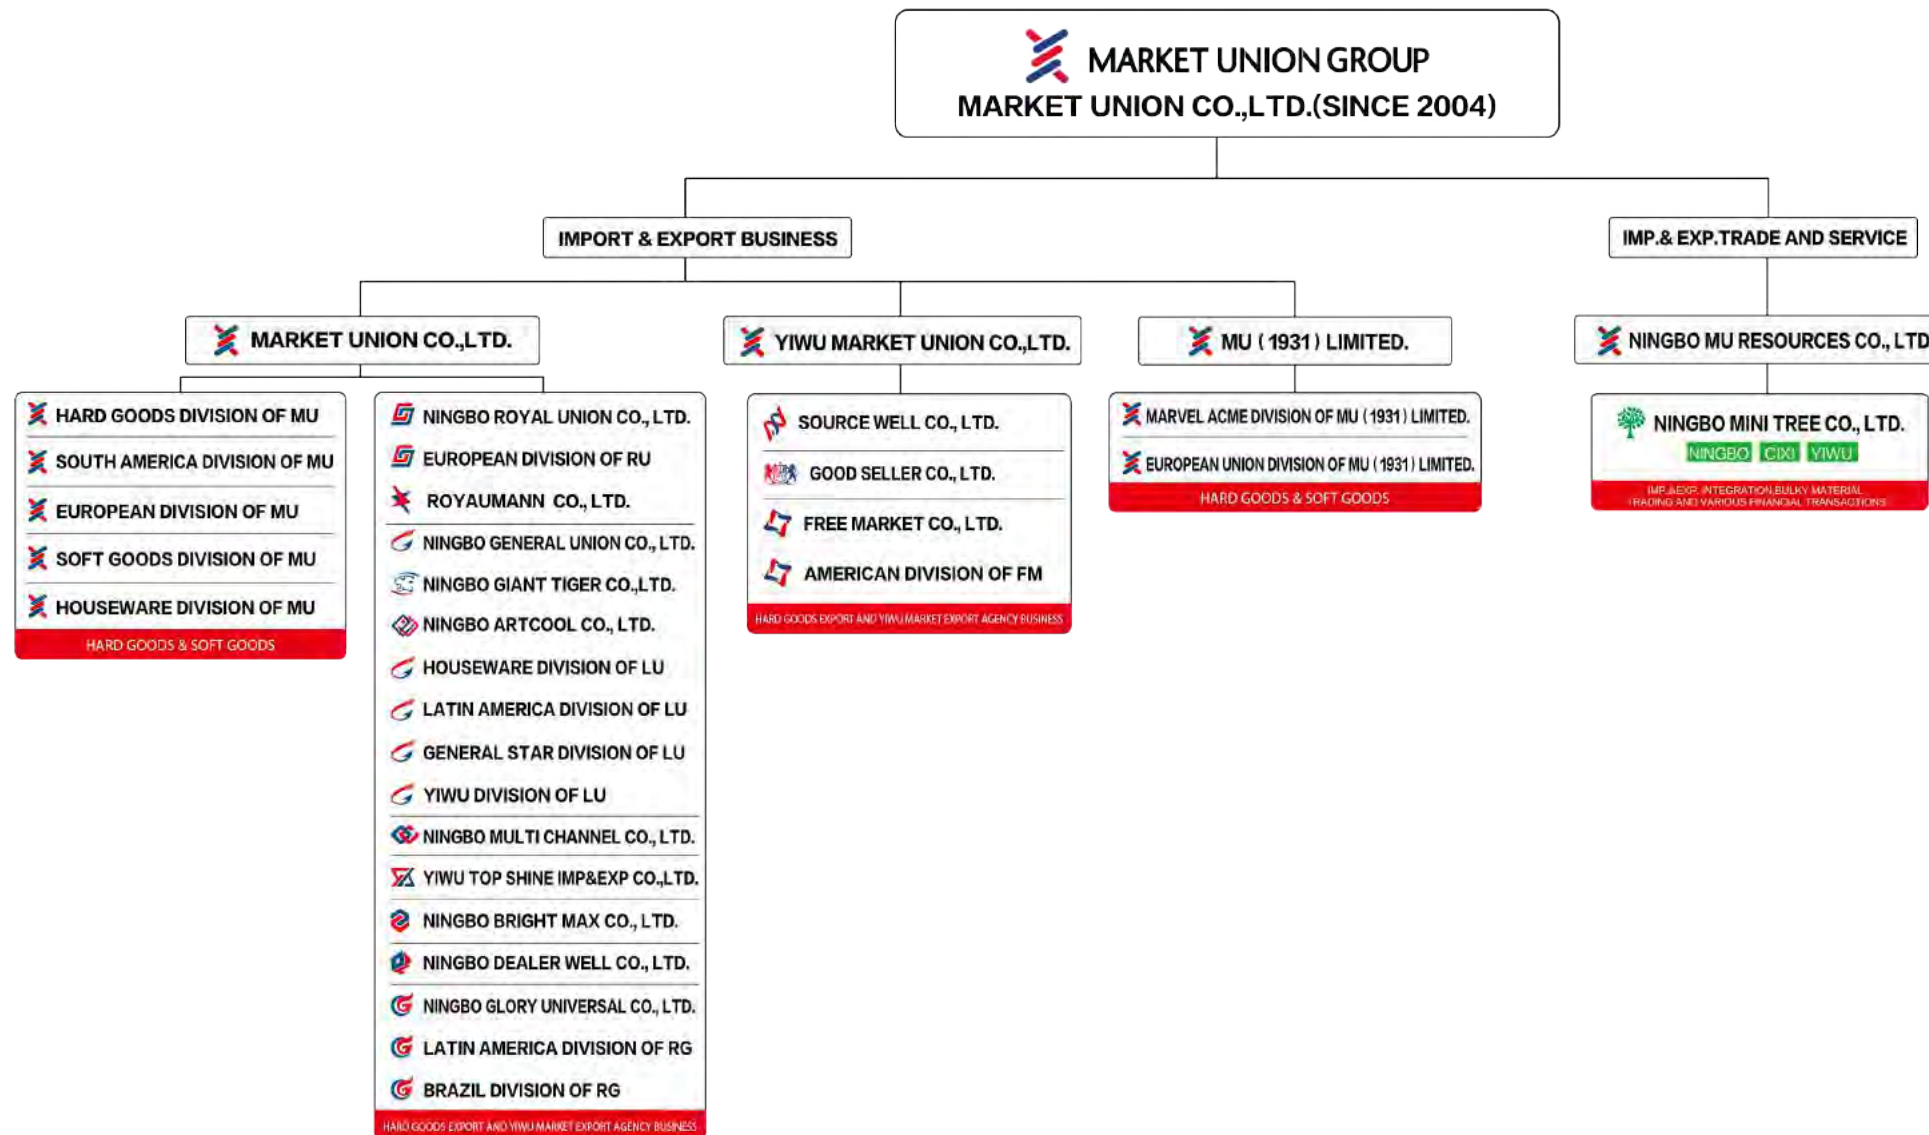 MARKET UNION GROUP
MARKET UNION CO.,LTD.(SINCE 2004)
IMPORT & EXPORT BUSINESS
IMP.& EXP.TRADE AND SERVICE
MARKET UNION CO.,LTD.
YIWU MARKET UNION CO.,LTD.
MU (1931) LIMITED.
NINGBO MU RESOURCES CO., LTD
HARD GOODS DIVISION OF MU
SOUTH AMERICA DIVISION OF MU
EUROPEAN DIVISION OF MU
SOFT GOODS DIVISION OF MU
HOUSEWARE DIVISION OF MU
HARD GOODS & SOFT GOODS
NINGBO ROYAL UNION CO., LTD.
EUROPEAN DIVISION OF RU
ROYAUMANN CO., LTD.
NINGBO GENERAL UNION CO., LTD.
NINGBO GIANT TIGER CO.,LTD.
NINGBO ARTCOOL CO., LTD.
HOUSEWARE DIVISION OF LU
LATIN AMERICA DIVISION OF LU
GENERAL STAR DIVISION OF LU
YIWU DIVISION OF LU
NINGBO MULTI CHANNEL CO., LTD.
YIWU TOP SHINE IMP&EXP CO.,LTD.
NINGBO BRIGHT MAX CO., LTD.
NINGBO DEALER WELL CO., LTD.
NINGBO GLORY UNIVERSAL CO., LTD.
LATIN AMERICA DIVISION OF RG
BRAZIL DIVISION OF RG
HARD GOODS EXPORT AND YIWU MARKET EXPORT AGENCY BUSINESS
SOURCE WELL CO., LTD.
GOOD SELLER CO., LTD.
FREE MARKET CO., LTD.
AMERICAN DIVISION OF FM
HARD GOODS EXPORT AND YIWU MARKET EXPORT AGENCY BUSINESS
MARVEL ACME DIVISION OF MU (1931) LIMITED.
EUROPEAN UNION DIVISION OF MU (1931) LIMITED.
HARD GOODS & SOFT GOODS
NINGBO MINI TREE CO., LTD.
NINGBO CIXI YIWU
IMP.&EXP. INTEGRATION,BULKY MATERIAL
TRADING AND VARIOUS FINANCIAL TRANSACTIONS